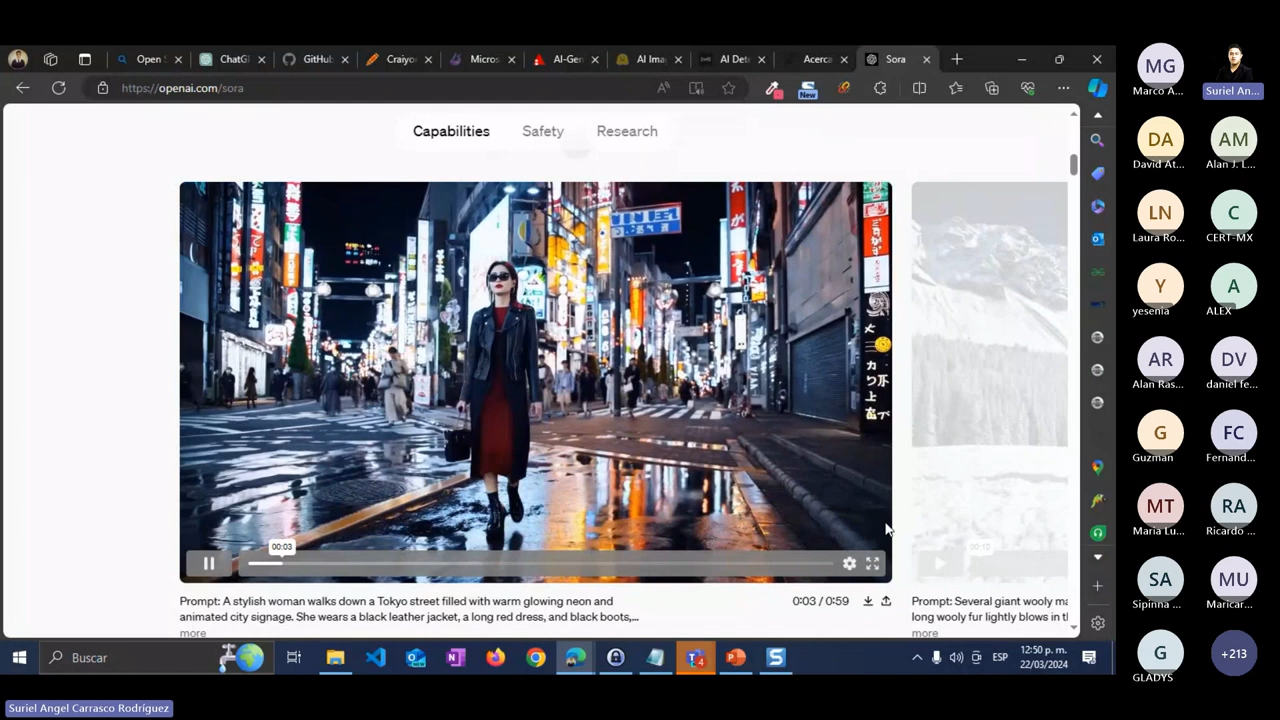 Open S
ChatG
GitHub
Craiyo
Micros
AI-Gen
AI Ima
AI Dete
Acerca
Sora
https://openai.com/sora
New
Capabilities
Safety
Research
00:03
00:10
0:03 / 0:59
Prompt: A stylish woman walks down a Tokyo street filled with warm glowing neon and
animated city signage. She wears a black leather jacket, a long red dress, and black boots,...
more
Prompt: Several giant wooly ma
long wooly fur lightly blows in th
more
Buscar
4
ESP
12:50 p. m.
22/03/2024
MG
Marco A...
Suriel An...
DA
David At...
AM
Alan J. L...
LN
Laura Ro...
C
CERT-MX
Y
yesenia
A
ALEX
AR
Alan Ras...
DV
daniel fe...
G
Guzman
FC
Fernand...
MT
Maria Lu...
RA
Ricardo ...
SA
Sipinna ...
MU
Maricar...
G
GLADYS
+213
Suriel Angel Carrasco Rodríguez